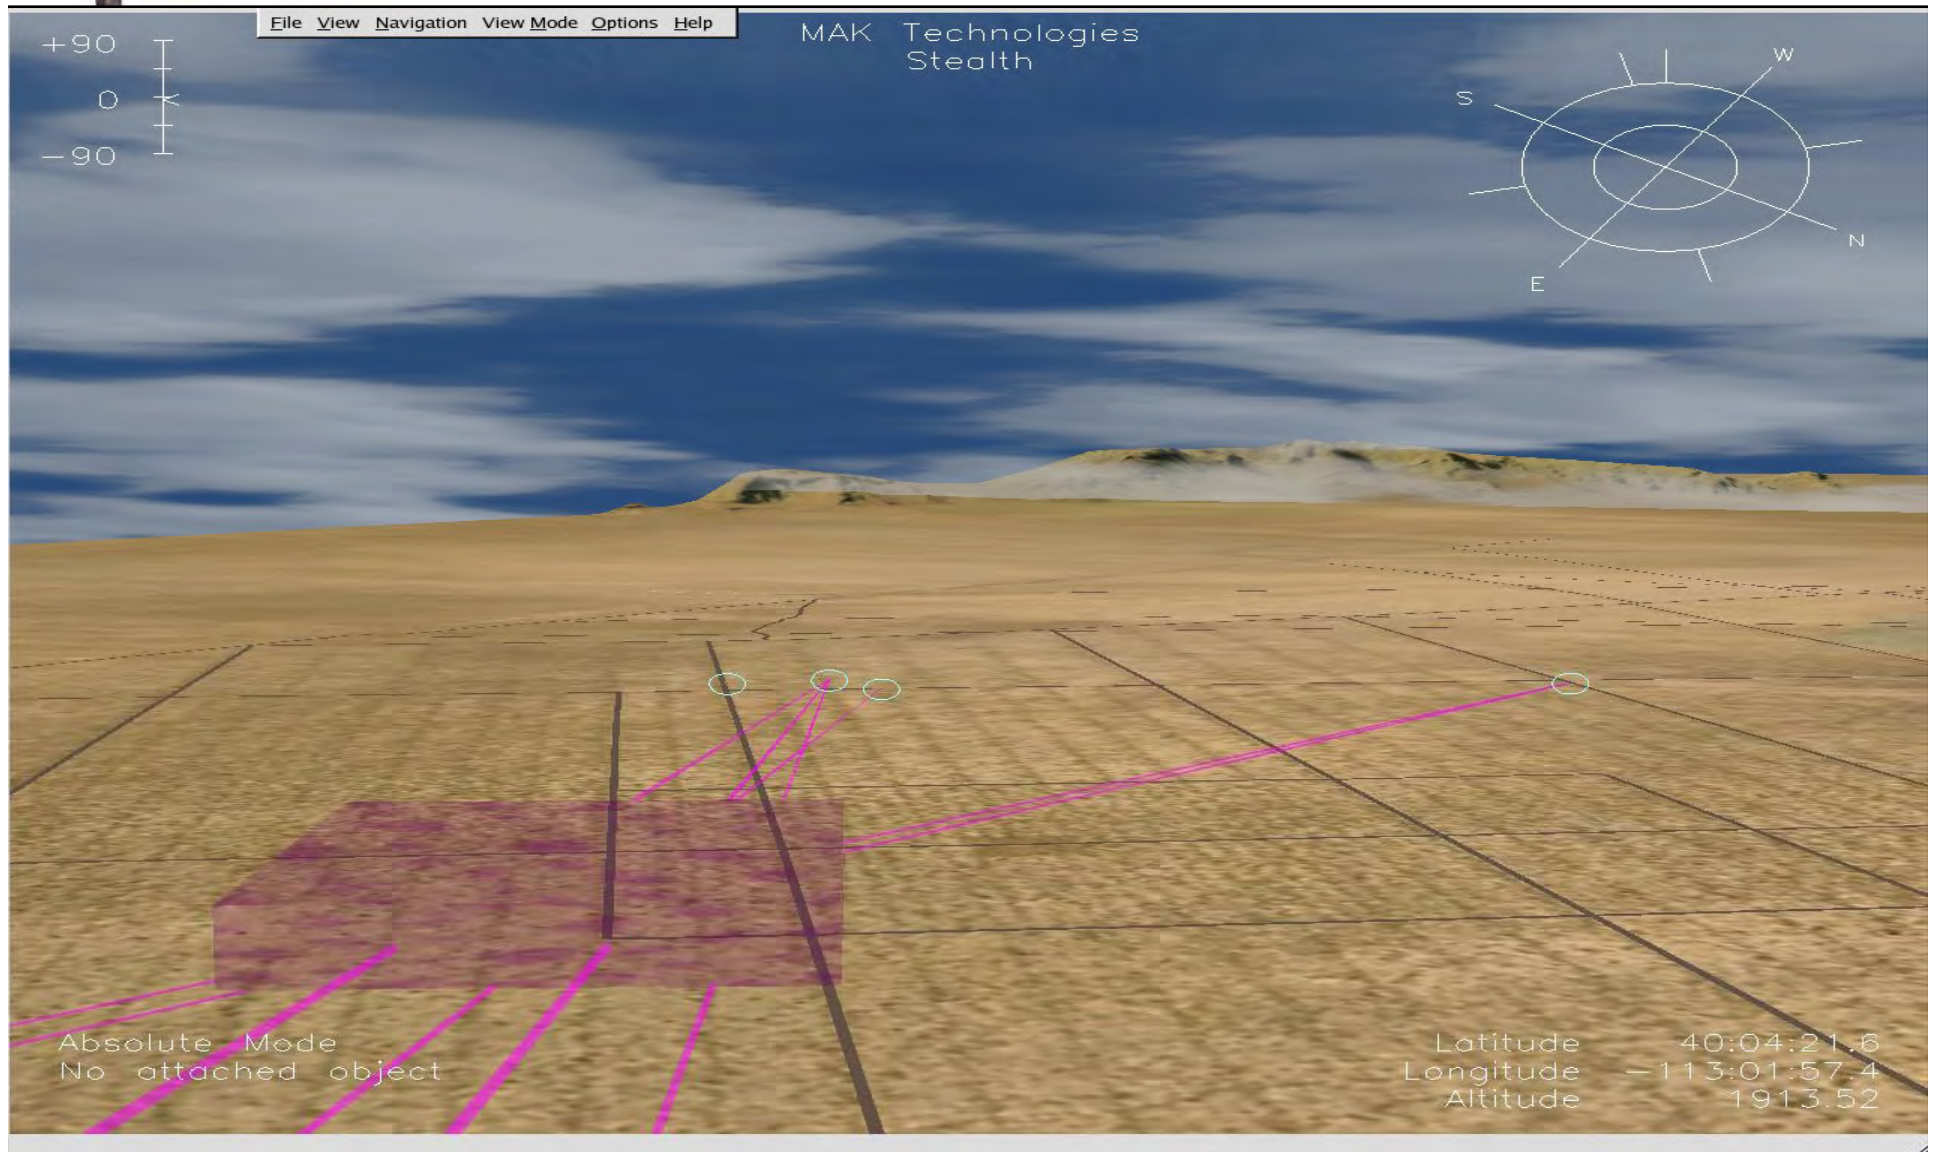 File View Navigation View Mode Options Help
MAK Technologies
Stealth
+90
0
-90
W
S
N
E
Absolute Mode
No attached object
Latitude 40:04:21.6
Longitude -113:01:57.4
Altitude 1913.52